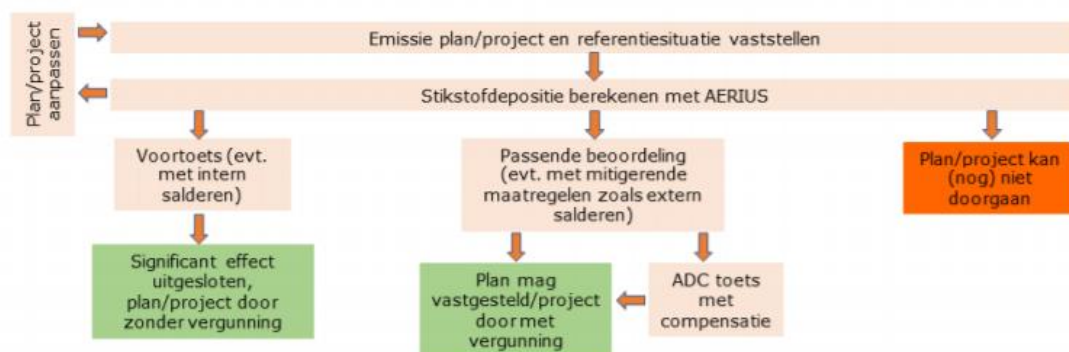 Plan/project
aanpassen
Emissie plan/project en referentiesituatie vaststellen
Stikstofdepositie berekenen met AERIUS
Voortoets (evt.
met intern
salderen)
Passende beoordeling
(evt. met mitigerende
maatregelen zoals extern
salderen)
Plan/project kan
(nog) niet
doorgaan
Significant effect
uitgesloten,
plan/project door
zonder vergunning
Plan mag
vastgesteld/project
door met
vergunning
ADC toets
met
compensatie